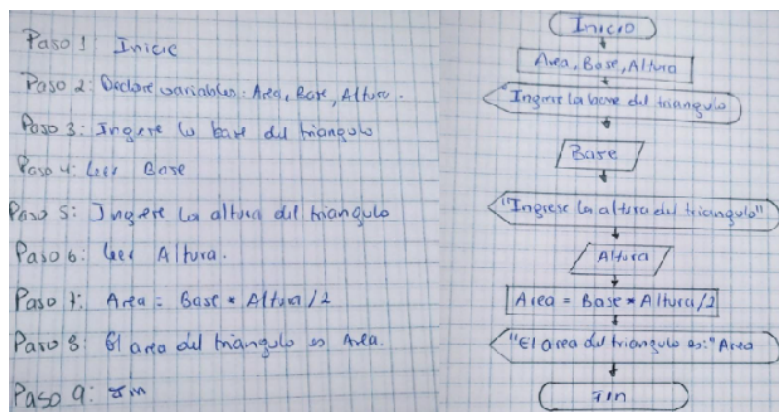 Paso 1: Inicie
Paso 2: Declare variables: Area, Base, Altura.
Paso 3: Ingrese la base del triangulo
Paso 4: Leer Base
Paso 5: Ingrese la altura del triangulo
Paso 6: Leer Altura.
Paso 7: Area = Base * Altura/2
Paso 8: El area del triangulo es Area.
Paso 9: Fin
Inicio
Area, Base, Altura
"Ingrese la base del triangulo
Base
"Ingrese la altura del triangulo"
Altura
Area = Base * Altura/2
"El area del triangulo es:" Area
Fin